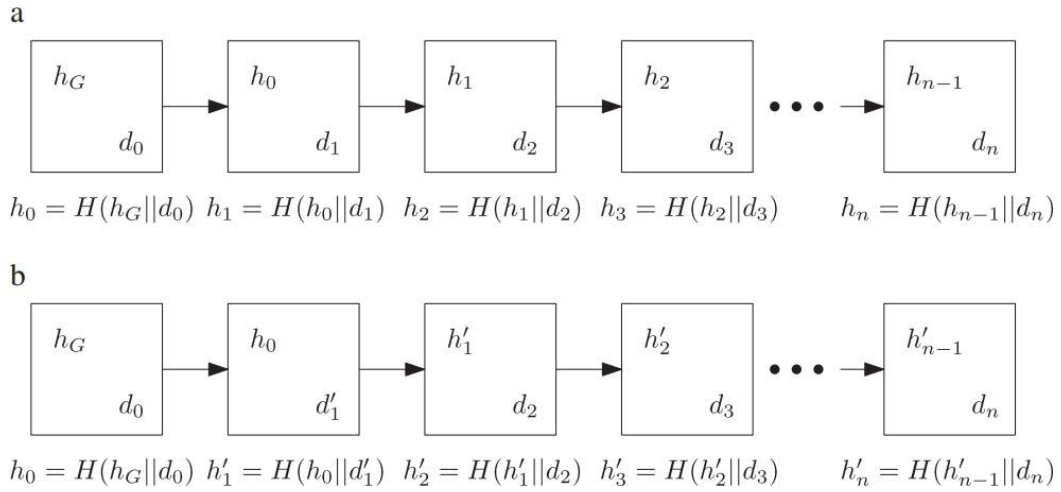 a
h_G h_0 h_1 h_2 h_{n-1}
d_0 d_1 d_2 d_3 d_n
h_0 = H(h_G||d_0) h_1 = H(h_0||d_1) h_2 = H(h_1||d_2) h_3 = H(h_2||d_3) h_n = H(h_{n-1}||d_n)
b
h_G h_0 h'_1 h'_2 h'_{n-1}
d_0 d'_1 d_2 d_3 d_n
h_0 = H(h_G||d_0) h'_1 = H(h_0||d'_1) h'_2 = H(h'_1||d_2) h'_3 = H(h'_2||d_3) h'_n = H(h'_{n-1}||d_n)